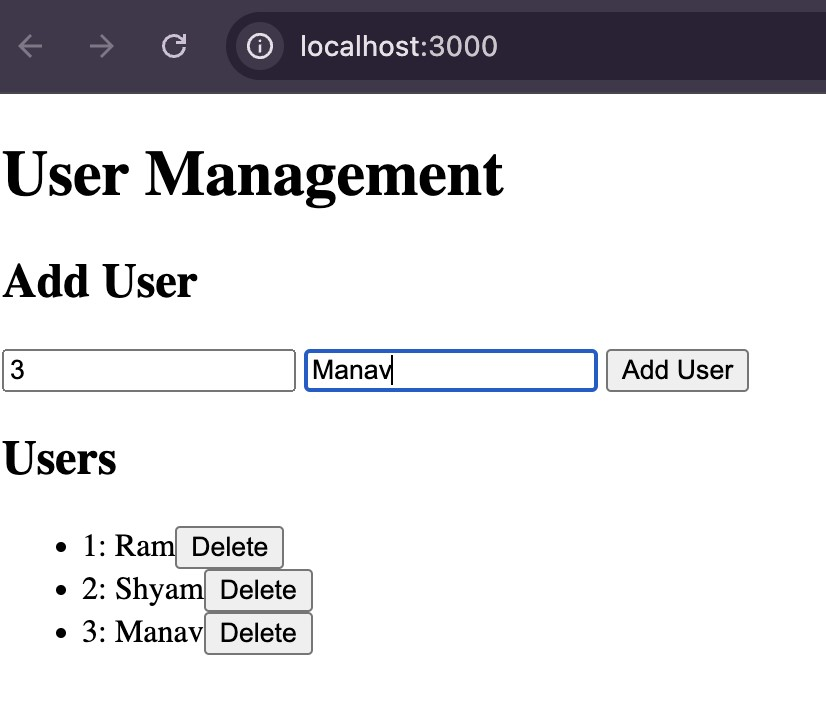 localhost:3000
User Management
Add User
3 Manav Add User
Users
1: Ram Delete
2: Shyam Delete
3: Manav Delete